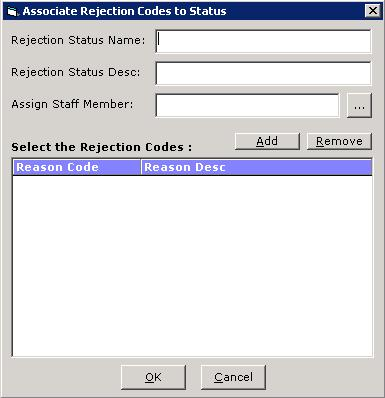 Associate Rejection Codes to Status
Rejection Status Name:
Rejection Status Desc:
Assign Staff Member:
...
Select the Rejection Codes :
Add Remove
Reason Code Reason Desc
OK Cancel